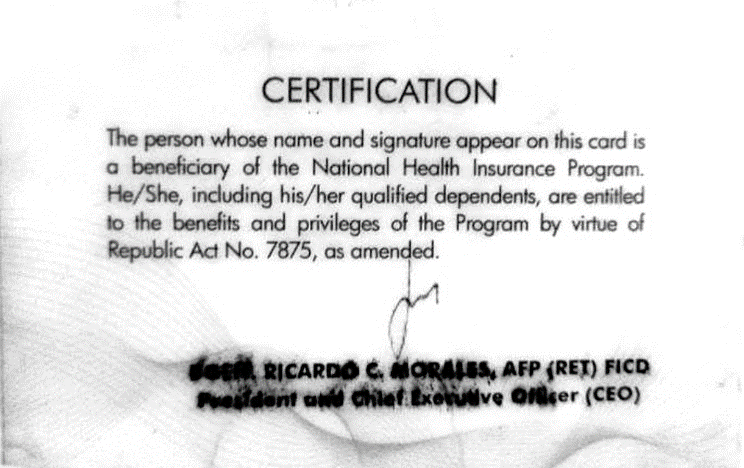 CERTIFICATION
The person whose name and signature appear on this card is
a beneficiary of the National Health Insurance Program.
He/She, including his/her qualified dependents, are entitled
to the benefits and privileges of the Program by virtue of
Republic Act No. 7875, as amended.
RICARDO C. MORALES, AFP (RET) FICD
President and Chief Executive Officer (CEO)